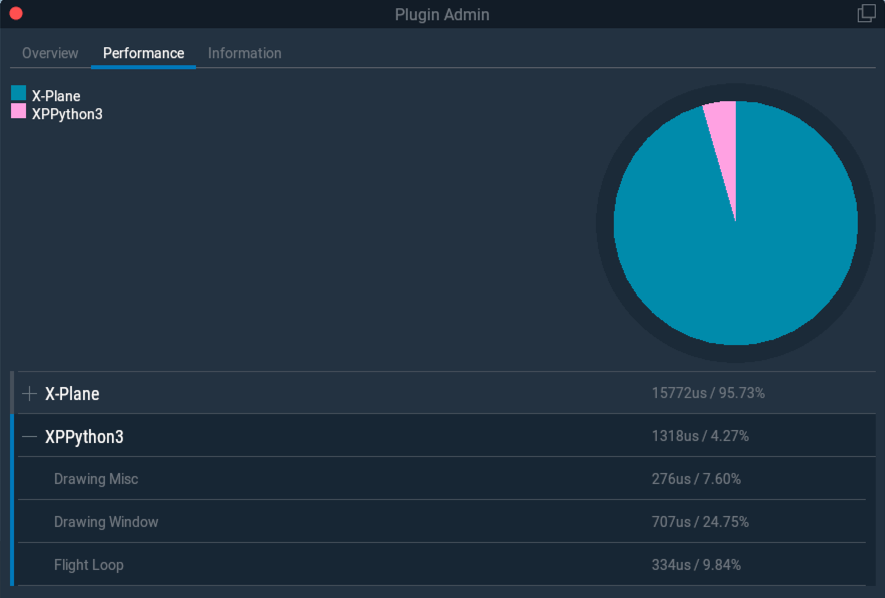 Plugin Admin
Overview Performance Information
X-Plane
XPPython3
X-Plane 15772us / 95.73%
XPPython3 1318us / 4.27%
Drawing Misc 276us / 7.60%
Drawing Window 707us / 24.75%
Flight Loop 334us / 9.84%